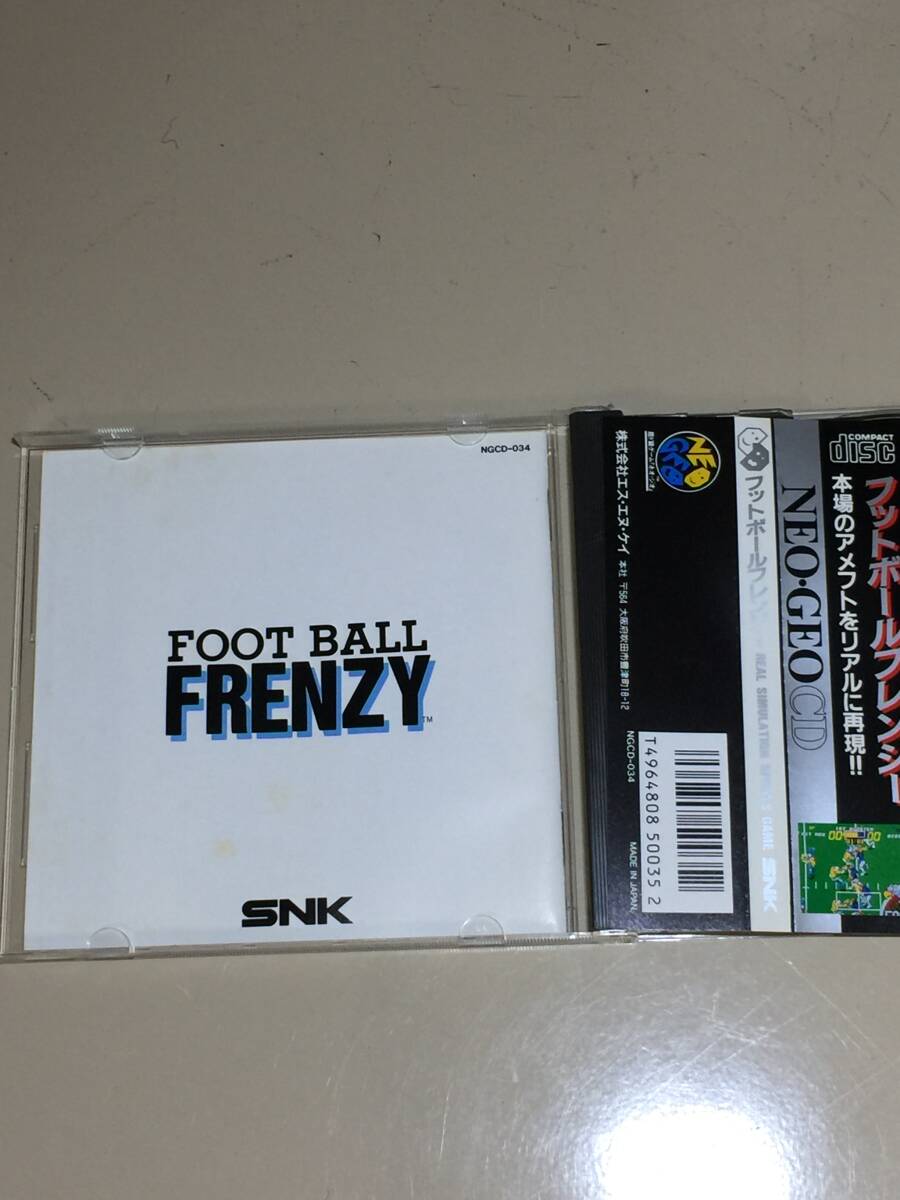 NGCD-034
FOOT BALL
FRENZY™
SNK
NEO
GEO
株式会社エス・エヌ・ケイ 本社 〒564 大阪府吹田市豊津町18-12
NGCD-034
T4964808 50035 2
MADE IN JAPAN.
フットボールフレンジー REAL SIMULATION SPORTS GAME SNK
NEO・GEO CD
COMPACT
disc
フットボールフレンジー
本場のアメフトをリアルに再現!!